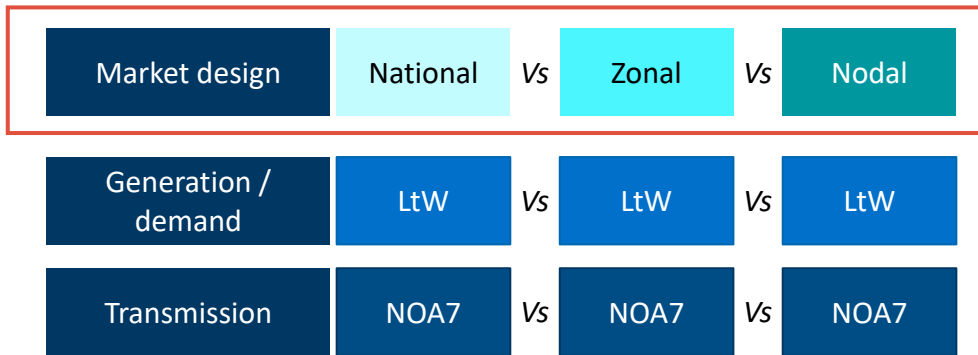 Market design National Vs Zonal Vs Nodal
Generation /
demand LtW Vs LtW Vs LtW
Transmission NOA7 Vs NOA7 Vs NOA7